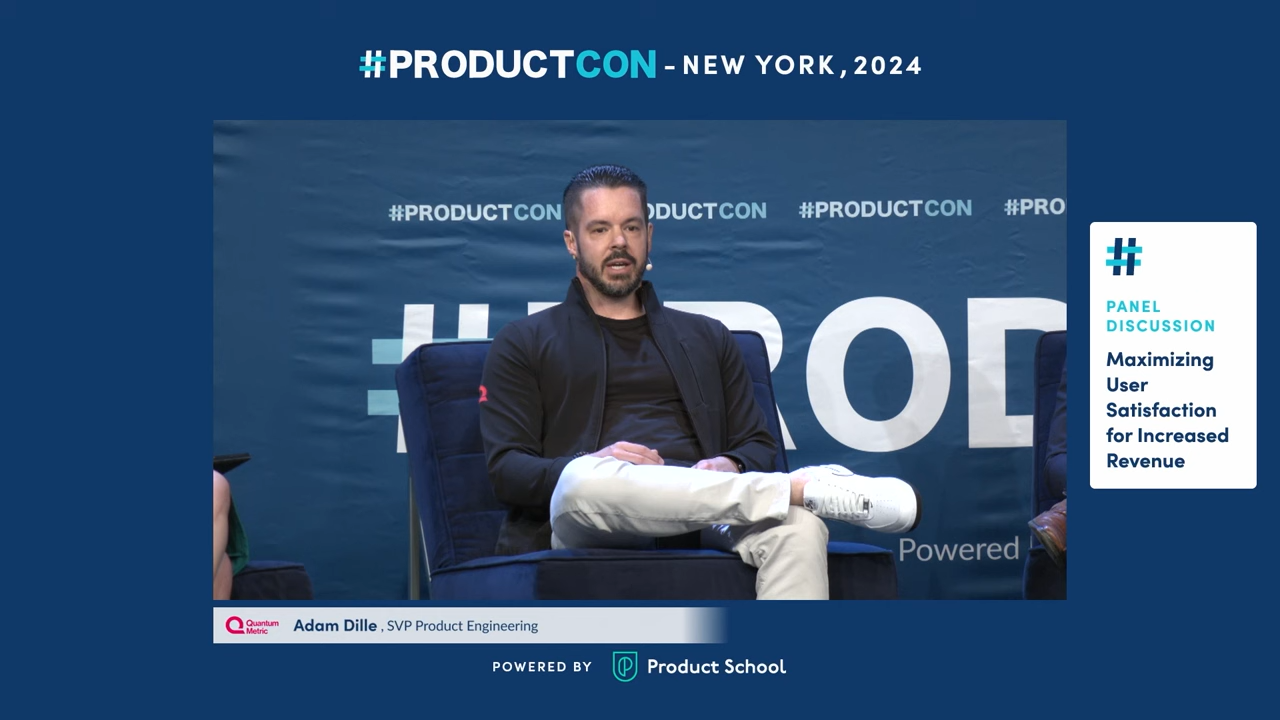 #PRODUCTCON - NEW YORK, 2024
#PRODUCTCON
#PRODUCTCON
#PROD
Powered
#
PANEL
DISCUSSION
Maximizing
User
Satisfaction
for Increased
Revenue
Quantum
Metric
Adam Dille, SVP Product Engineering
POWERED BY Product School